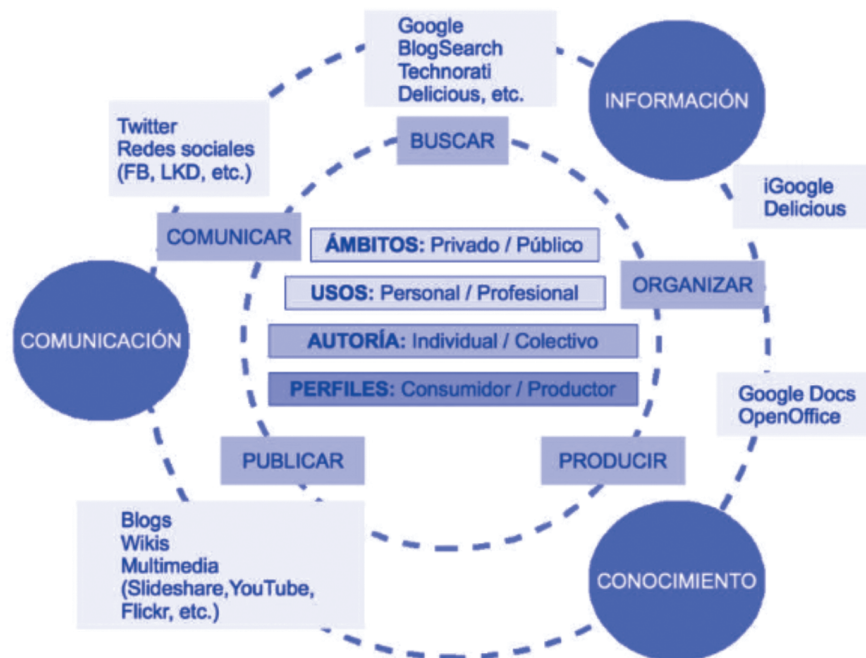 Google
BlogSearch
Technorati
Delicious, etc.
INFORMACIÓN
Twitter
Redes sociales
(FB, LKD, etc.)
BUSCAR
iGoogle
Delicious
COMUNICAR
ÁMBITOS: Privado / Público
USOS: Personal / Profesional
ORGANIZAR
COMUNICACIÓN
AUTORÍA: Individual / Colectivo
PERFILES: Consumidor / Productor
Google Docs
OpenOffice
PUBLICAR
PRODUCIR
Blogs
Wikis
Multimedia
(Slideshare,YouTube,
Flickr, etc.)
CONOCIMIENTO